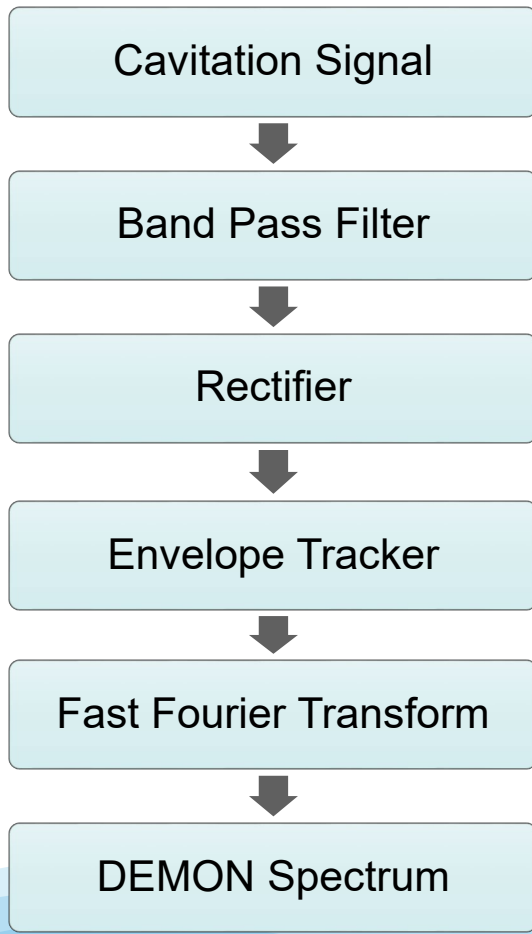 Cavitation Signal
Band Pass Filter
Rectifier
Envelope Tracker
Fast Fourier Transform
DEMON Spectrum